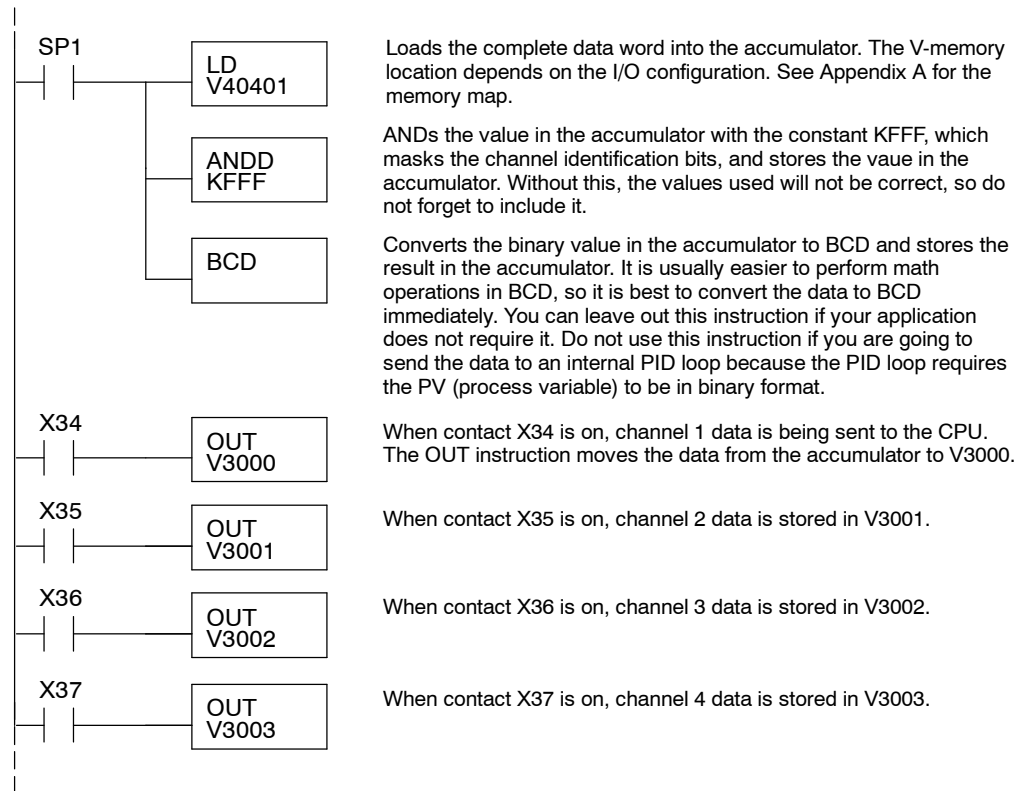 SP1
LD
V40401
Loads the complete data word into the accumulator. The V-memory
location depends on the I/O configuration. See Appendix A for the
memory map.
ANDD
KFFF
ANDs the value in the accumulator with the constant KFFF, which
masks the channel identification bits, and stores the vaue in the
accumulator. Without this, the values used will not be correct, so do
not forget to include it.
BCD
Converts the binary value in the accumulator to BCD and stores the
result in the accumulator. It is usually easier to perform math
operations in BCD, so it is best to convert the data to BCD
immediately. You can leave out this instruction if your application
does not require it. Do not use this instruction if you are going to
send the data to an internal PID loop because the PID loop requires
the PV (process variable) to be in binary format.
X34
OUT
V3000
When contact X34 is on, channel 1 data is being sent to the CPU.
The OUT instruction moves the data from the accumulator to V3000.
X35
OUT
V3001
When contact X35 is on, channel 2 data is stored in V3001.
X36
OUT
V3002
When contact X36 is on, channel 3 data is stored in V3002.
X37
OUT
V3003
When contact X37 is on, channel 4 data is stored in V3003.